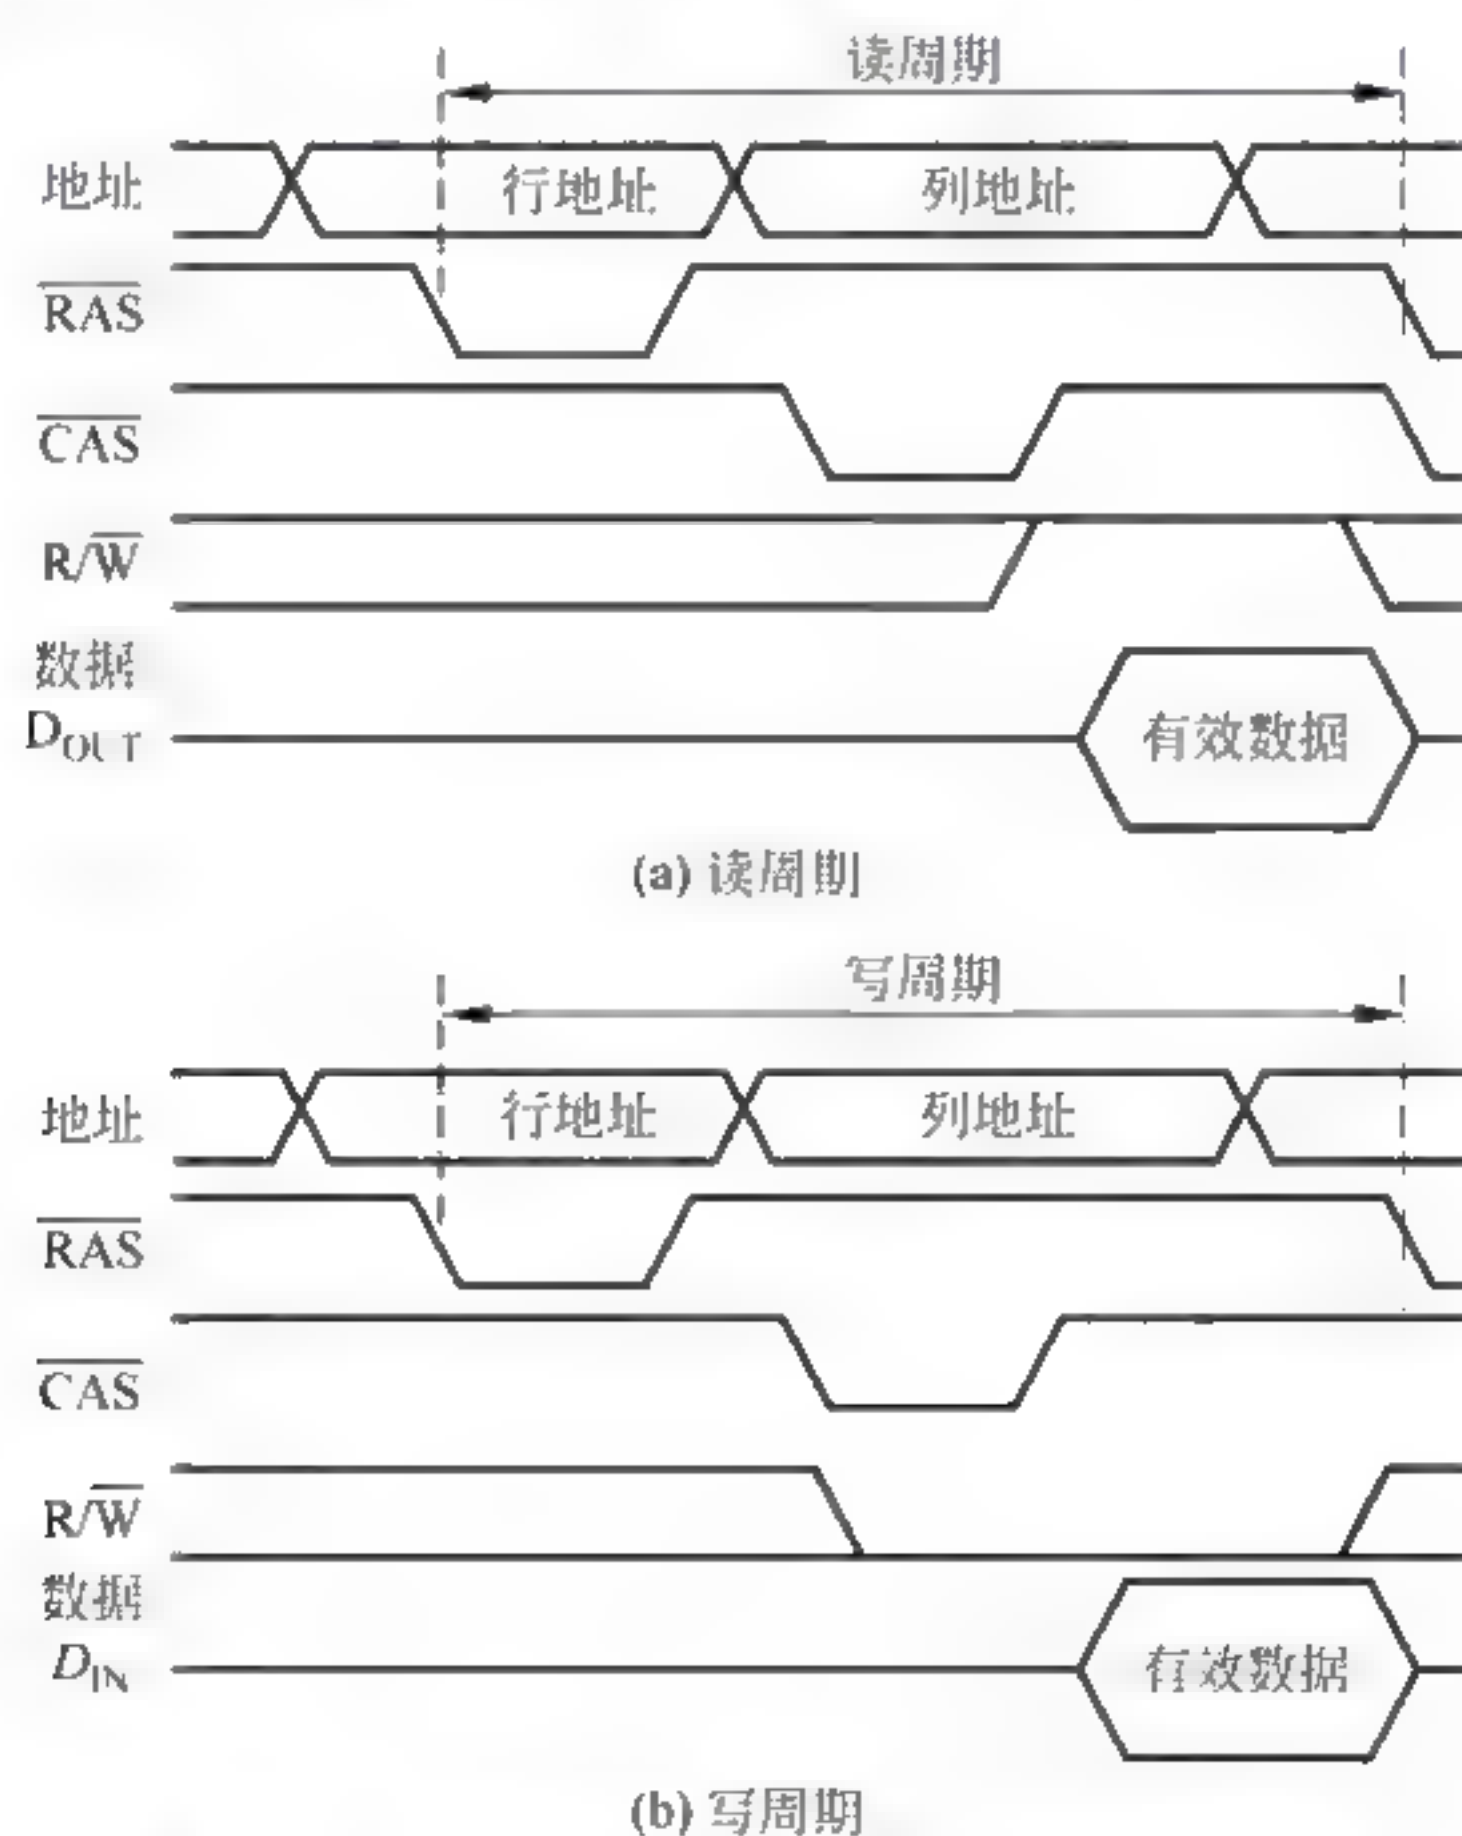 读周期
地址
行地址
列地址
RAS
CAS
R/W
数据
DOUT
有效数据
(a) 读周期
写周期
地址
行地址
列地址
RAS
CAS
R/W
数据
DIN
有效数据
(b) 写周期